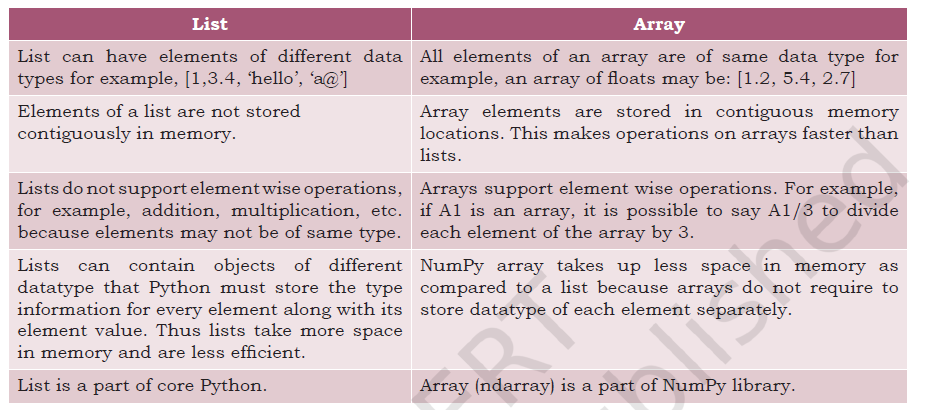 List
Array
List can have elements of different data
types for example, [1,3.4, ‘hello’, ‘a@’]
All elements of an array are of same data type for
example, an array of floats may be: [1.2, 5.4, 2.7]
Elements of a list are not stored
contiguously in memory.
Array elements are stored in contiguous memory
locations. This makes operations on arrays faster than
lists.
Lists do not support element wise operations,
for example, addition, multiplication, etc.
because elements may not be of same type.
Arrays support element wise operations. For example,
if A1 is an array, it is possible to say A1/3 to divide
each element of the array by 3.
Lists can contain objects of different
datatype that Python must store the type
information for every element along with its
element value. Thus lists take more space
in memory and are less efficient.
NumPy array takes up less space in memory as
compared to a list because arrays do not require to
store datatype of each element separately.
List is a part of core Python.
Array (ndarray) is a part of NumPy library.